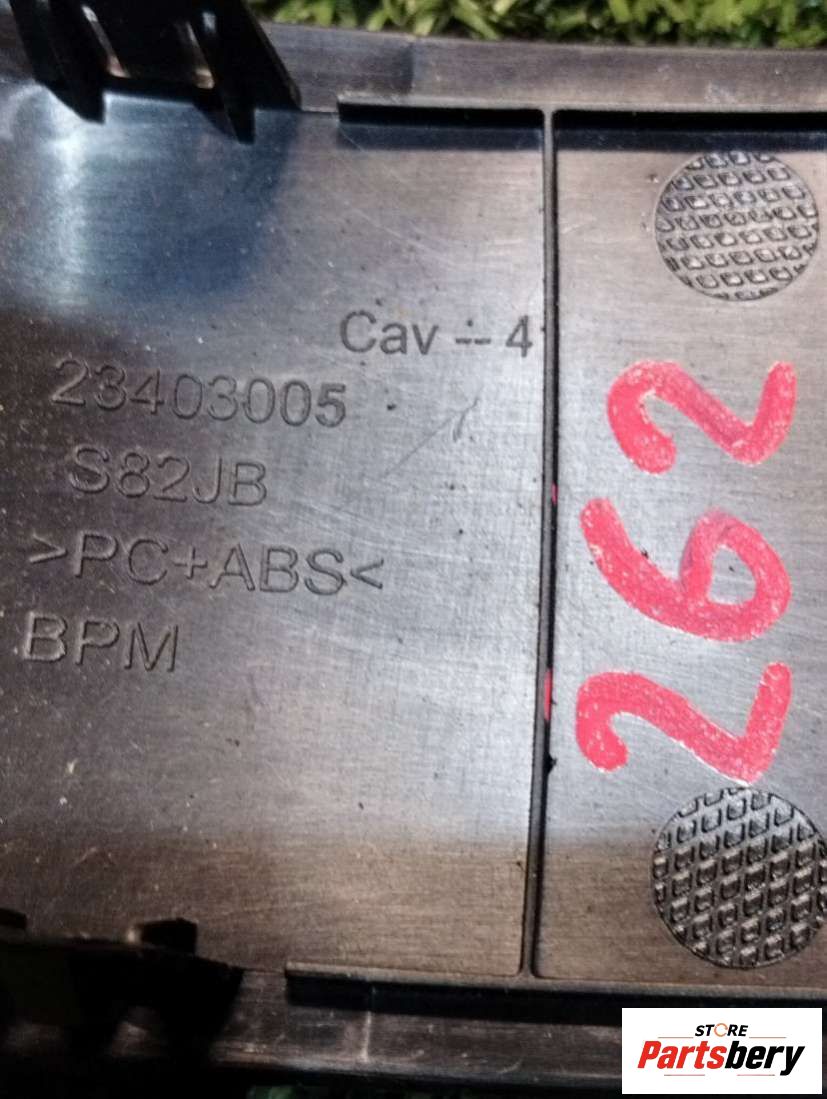 Cav -- 4
23403005
S82JB
>PC+ABS<
BPM
262
STORE
Partsbery